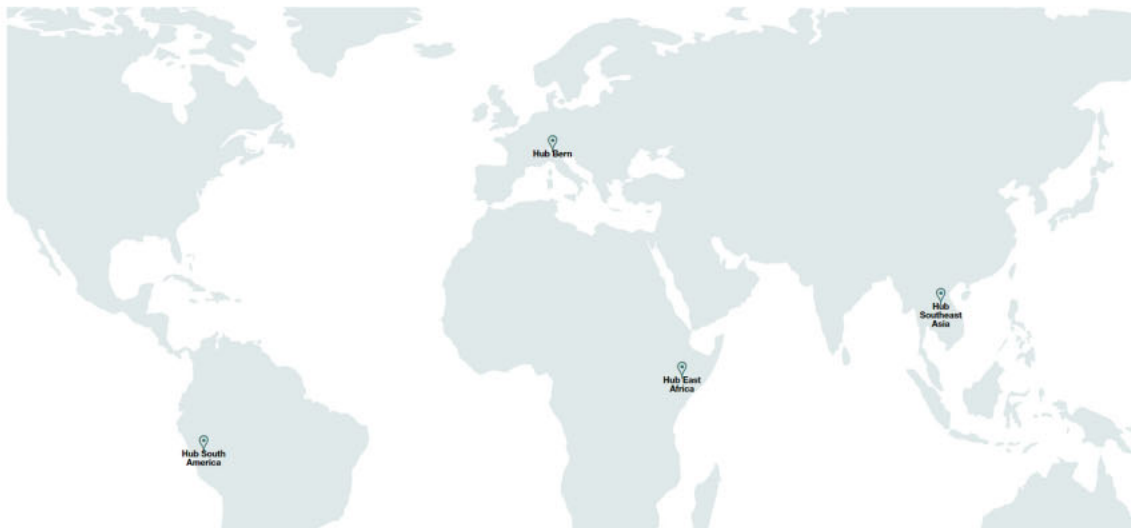 Hub Bern
Hub
Southeast
Asia
Hub East
Africa
Hub South
America